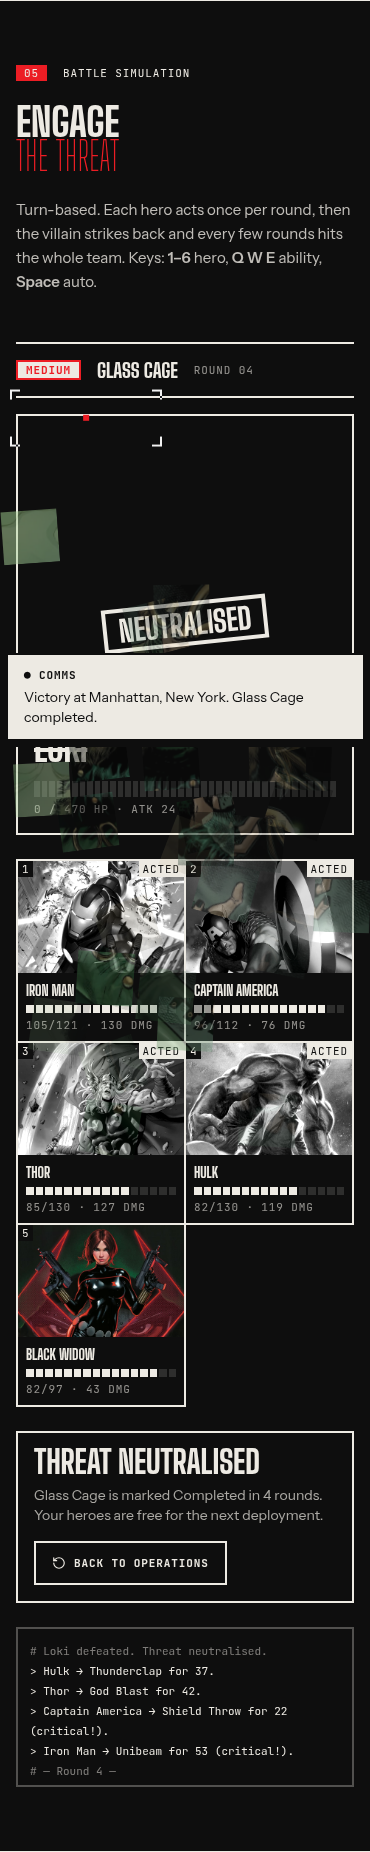 05 BATTLE SIMULATION
ENGAGE
THE THREAT
Turn-based. Each hero acts once per round, then
the villain strikes back and every few rounds hits
the whole team. Keys: 1–6 hero, Q W E ability,
Space auto.
MEDIUM GLASS CAGE ROUND 04
NEUTRALISED
COMMS
Victory at Manhattan, New York. Glass Cage
completed.
LOKI
0 / 470 HP · ATK 24
1 ACTED 2 ACTED
IRON MAN CAPTAIN AMERICA
105/121 · 130 DMG 96/112 · 76 DMG
3 ACTED 4 ACTED
THOR HULK
85/130 · 127 DMG 82/130 · 119 DMG
5
BLACK WIDOW
82/97 · 43 DMG
THREAT NEUTRALISED
Glass Cage is marked Completed in 4 rounds.
Your heroes are free for the next deployment.
BACK TO OPERATIONS
# Loki defeated. Threat neutralised.
> Hulk → Thunderclap for 37.
> Thor → God Blast for 42.
> Captain America → Shield Throw for 22
(critical!).
> Iron Man → Unibeam for 53 (critical!).
# — Round 4 —